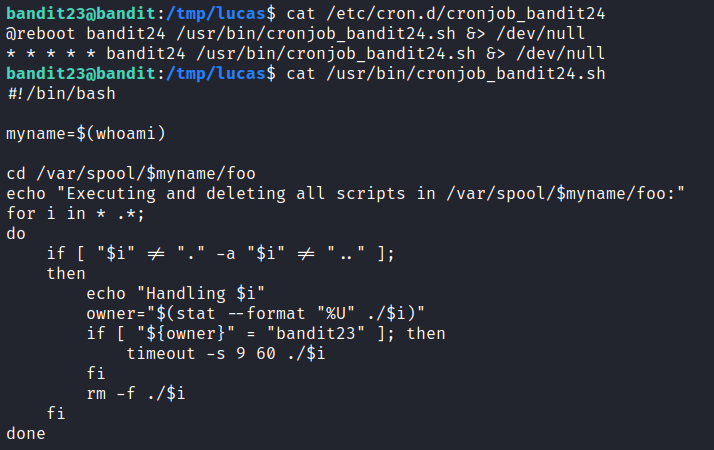 bandit23@bandit:/tmp/lucas$ cat /etc/cron.d/cronjob_bandit24
@reboot bandit24 /usr/bin/cronjob_bandit24.sh &> /dev/null
* * * * * bandit24 /usr/bin/cronjob_bandit24.sh &> /dev/null
bandit23@bandit:/tmp/lucas$ cat /usr/bin/cronjob_bandit24.sh
#!/bin/bash

myname=$(whoami)

cd /var/spool/$myname/foo
echo "Executing and deleting all scripts in /var/spool/$myname/foo:"
for i in * .*;
do
    if [ "$i" != "." -a "$i" != ".." ];
    then
        echo "Handling $i"
        owner="$(stat --format "%U" ./$i)"
        if [ "${owner}" = "bandit23" ]; then
            timeout -s 9 60 ./$i
        fi
        rm -f ./$i
    fi
done